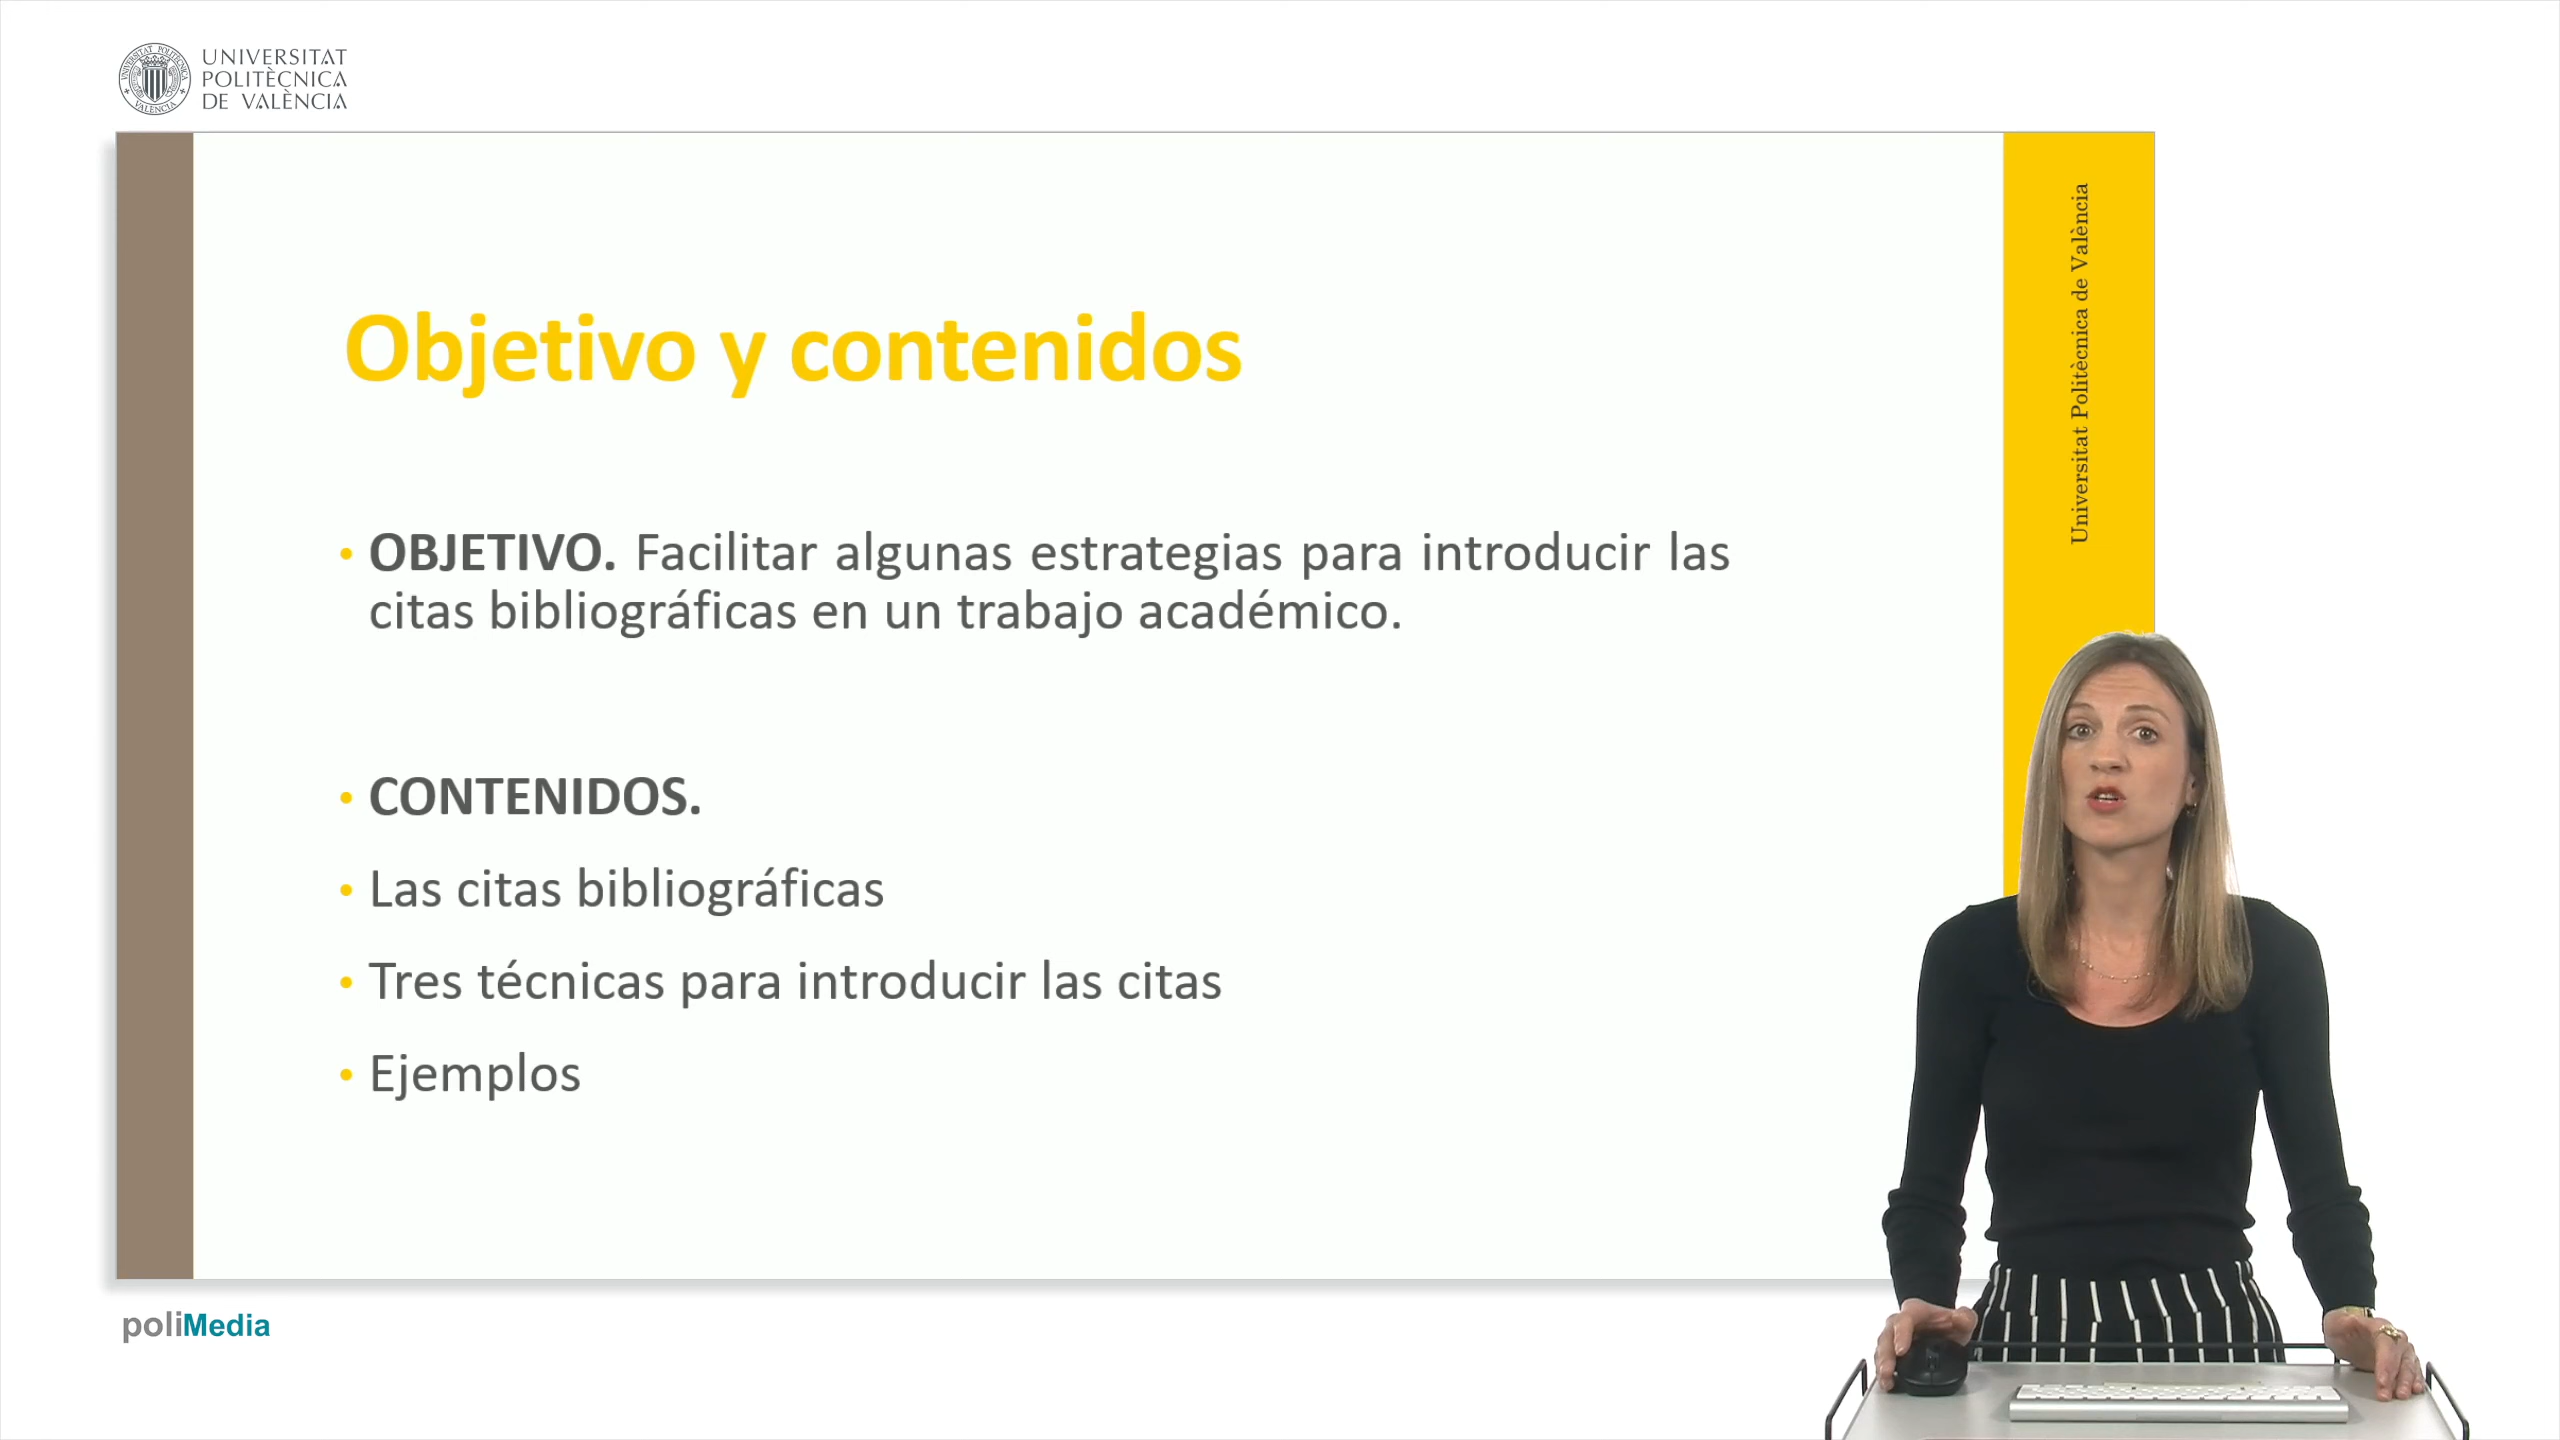 UNIVERSITAT
POLITÈCNICA
DE VALÈNCIA
Universitat Politècnica de València
Objetivo y contenidos
• OBJETIVO. Facilitar algunas estrategias para introducir las
citas bibliográficas en un trabajo académico.
• CONTENIDOS.
• Las citas bibliográficas
• Tres técnicas para introducir las citas
• Ejemplos
poliMedia